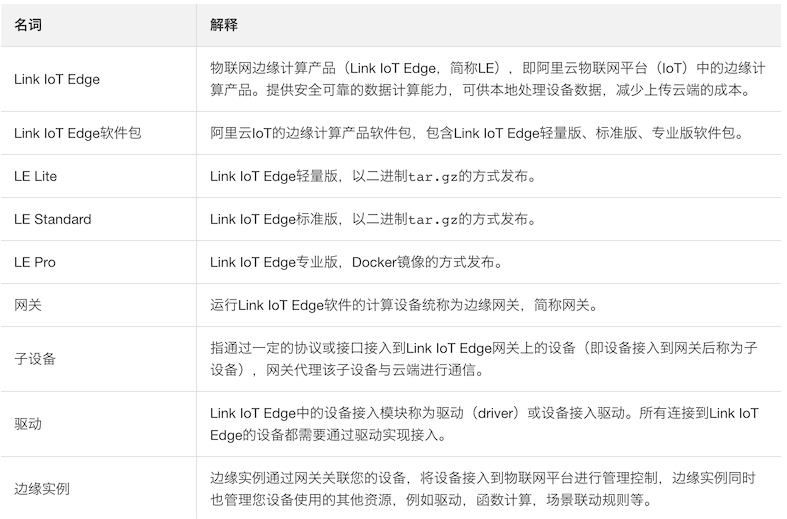 名词
解释
Link IoT Edge
物联网边缘计算产品（Link IoT Edge，简称LE），即阿里云物联网平台（IoT）中的边缘计
算产品。提供安全可靠的数据计算能力，可供本地处理设备数据，减少上传云端的成本。
Link IoT Edge软件包
阿里云IoT的边缘计算产品软件包，包含Link IoT Edge轻量版、标准版、专业版软件包。
LE Lite
Link IoT Edge轻量版，以二进制tar.gz的方式发布。
LE Standard
Link IoT Edge标准版，以二进制tar.gz的方式发布。
LE Pro
Link IoT Edge专业版，Docker镜像的方式发布。
网关
运行Link IoT Edge软件的计算设备统称为边缘网关，简称网关。
子设备
指通过一定的协议或接口接入到Link IoT Edge网关上的设备（即设备接入到网关后称为子
设备），网关代理该子设备与云端进行通信。
驱动
Link IoT Edge中的设备接入模块称为驱动（driver）或设备接入驱动。所有连接到Link IoT
Edge的设备都需要通过驱动实现接入。
边缘实例
边缘实例通过网关关联您的设备，将设备接入到物联网平台进行管理控制，边缘实例同时
也管理您设备使用的其他资源，例如驱动，函数计算，场景联动规则等。